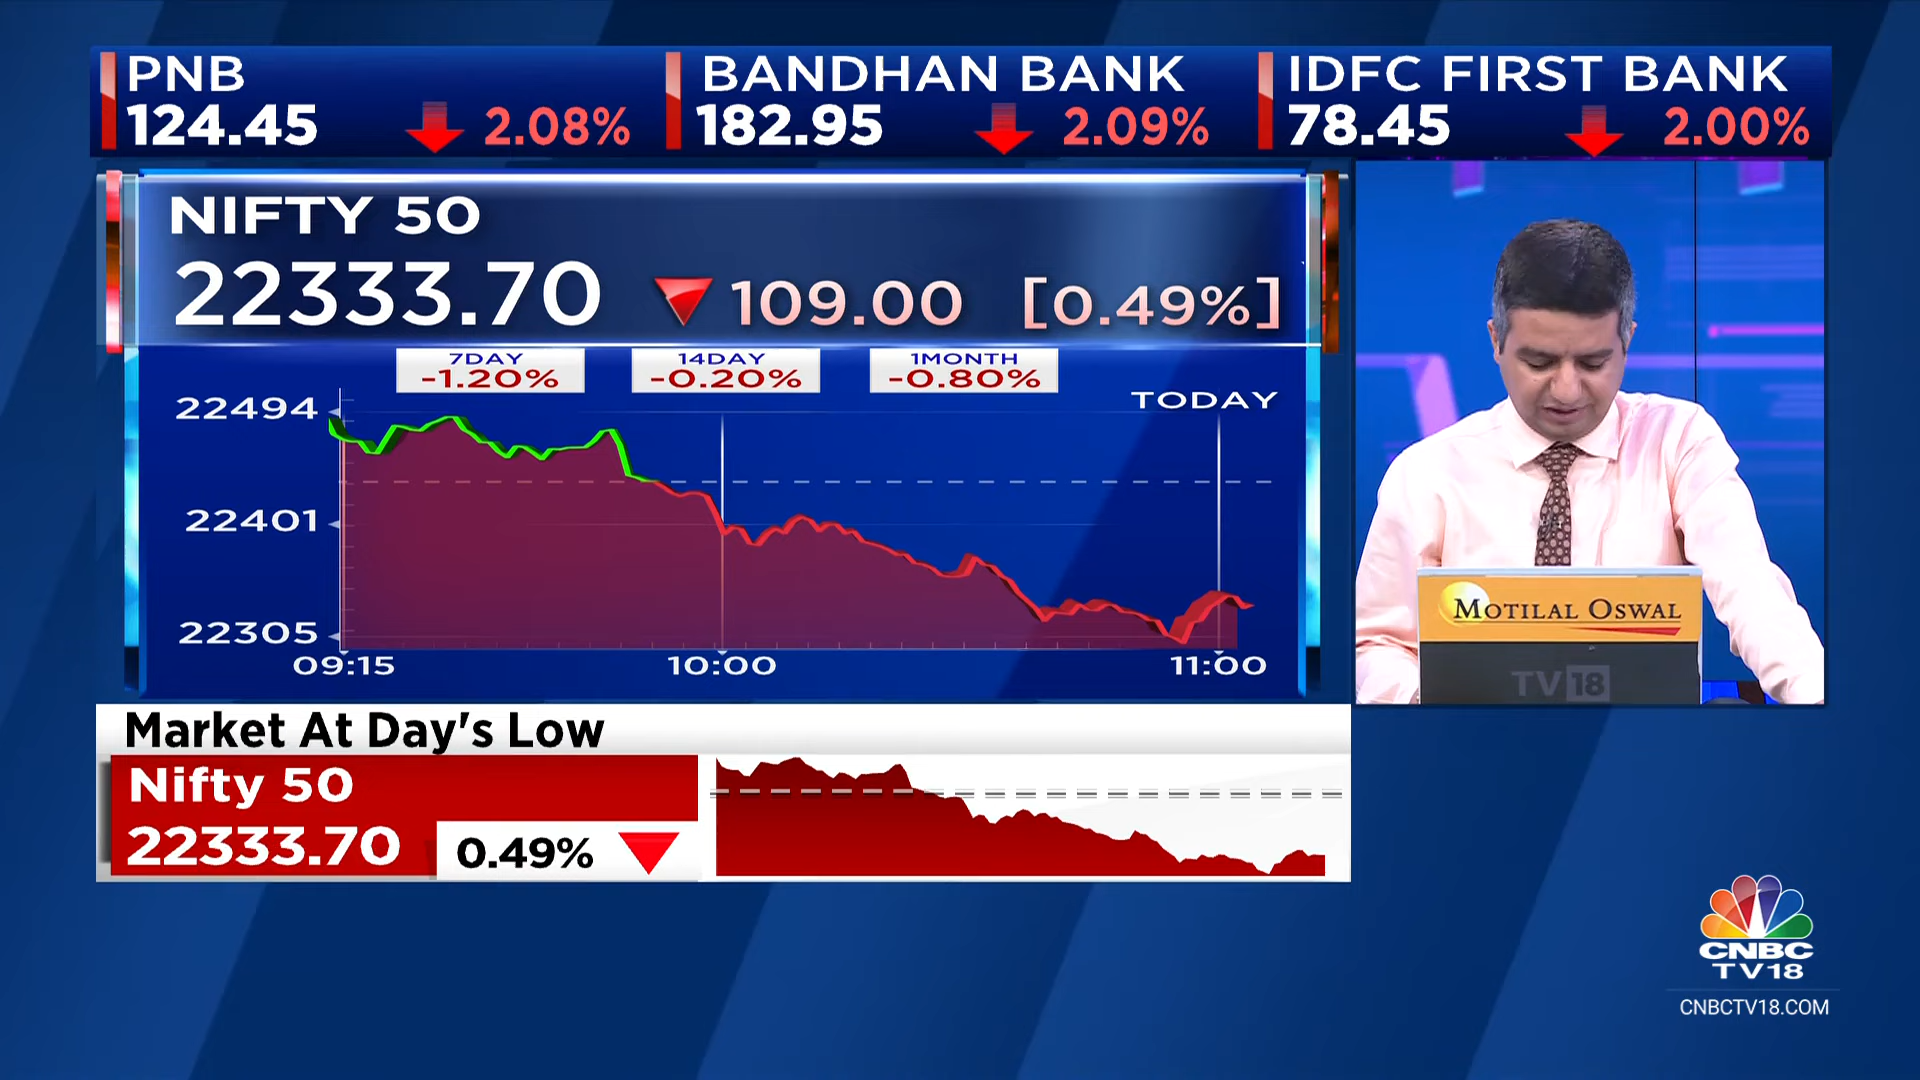 PNB
124.45 2.08%
BANDHAN BANK
182.95 2.09%
IDFC FIRST BANK
78.45 2.00%
NIFTY 50
22333.70 109.00 [0.49%]
7DAY
-1.20%
14DAY
-0.20%
1MONTH
-0.80%
TODAY
22494
22401
22305
09:15 10:00 11:00
MOTILAL OSWAL
TV18
Market At Day's Low
Nifty 50
22333.70 0.49%
CNBC
TV18
CNBCTV18.COM